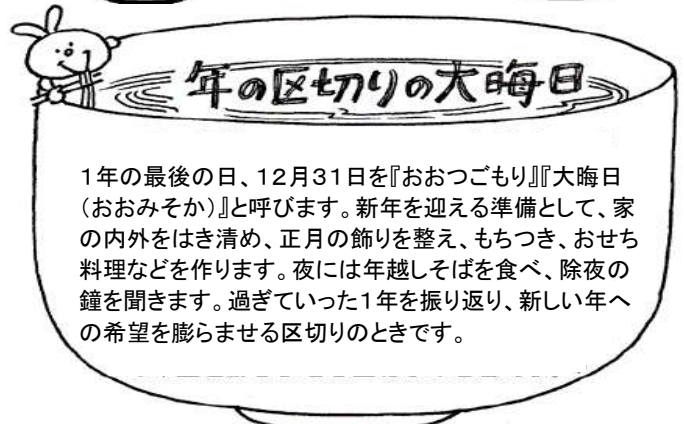 年の区切りの大晦日
1年の最後の日、12月31日を『おおつごもり』『大晦日
（おおみそか）』と呼びます。新年を迎える準備として、家
の内外をはき清め、正月の飾りを整え、もちつき、おせち
料理などを作ります。夜には年越しそばを食べ、除夜の
鐘を聞きます。過ぎていった1年を振り返り、新しい年へ
の希望を膨らませる区切りのときです。